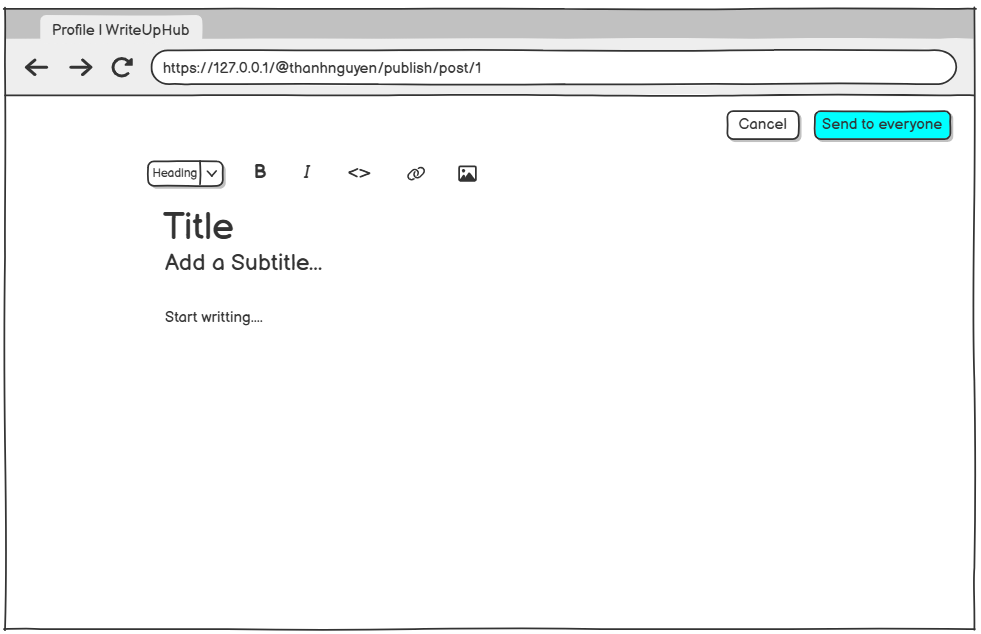 Profile | WriteUpHub
https://127.0.0.1/@thanhnguyen/publish/post/1
Cancel
Send to everyone
Heading B I <>
Title
Add a Subtitle...
Start writting....